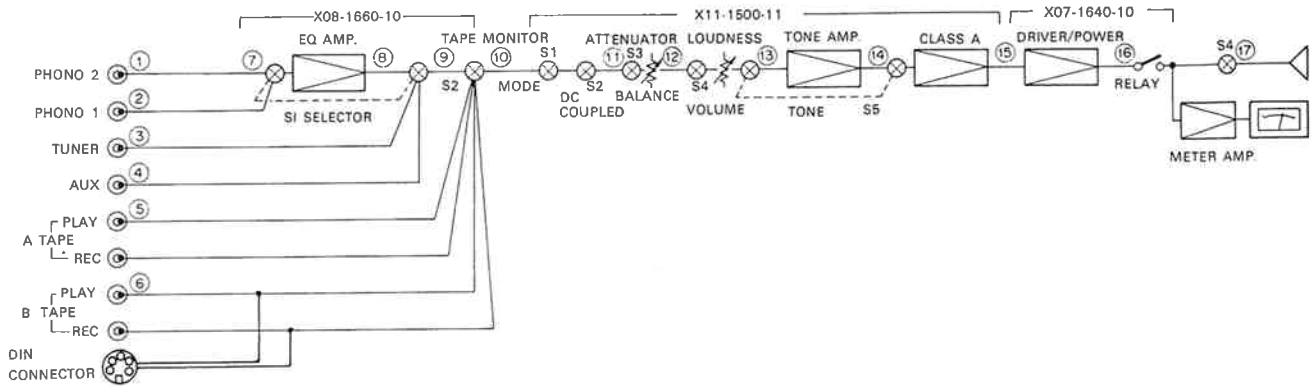 X08-1660-10
X11-1500-11
X07-1640-10
EQ AMP.
TAPE MONITOR
S1
ATTENUATOR
S3
LOUDNESS
TONE AMP.
CLASS A
DRIVER/POWER
S4
PHONO 2
1
7
8
9
10
11
12
13
14
15
16
17
S2
MODE
S2
DC
COUPLED
BALANCE
S4
VOLUME
TONE
S5
RELAY
PHONO 1
2
SI SELECTOR
TUNER
3
METER AMP.
AUX
4
PLAY
5
A TAPE
REC
PLAY
6
B TAPE
REC
DIN
CONNECTOR